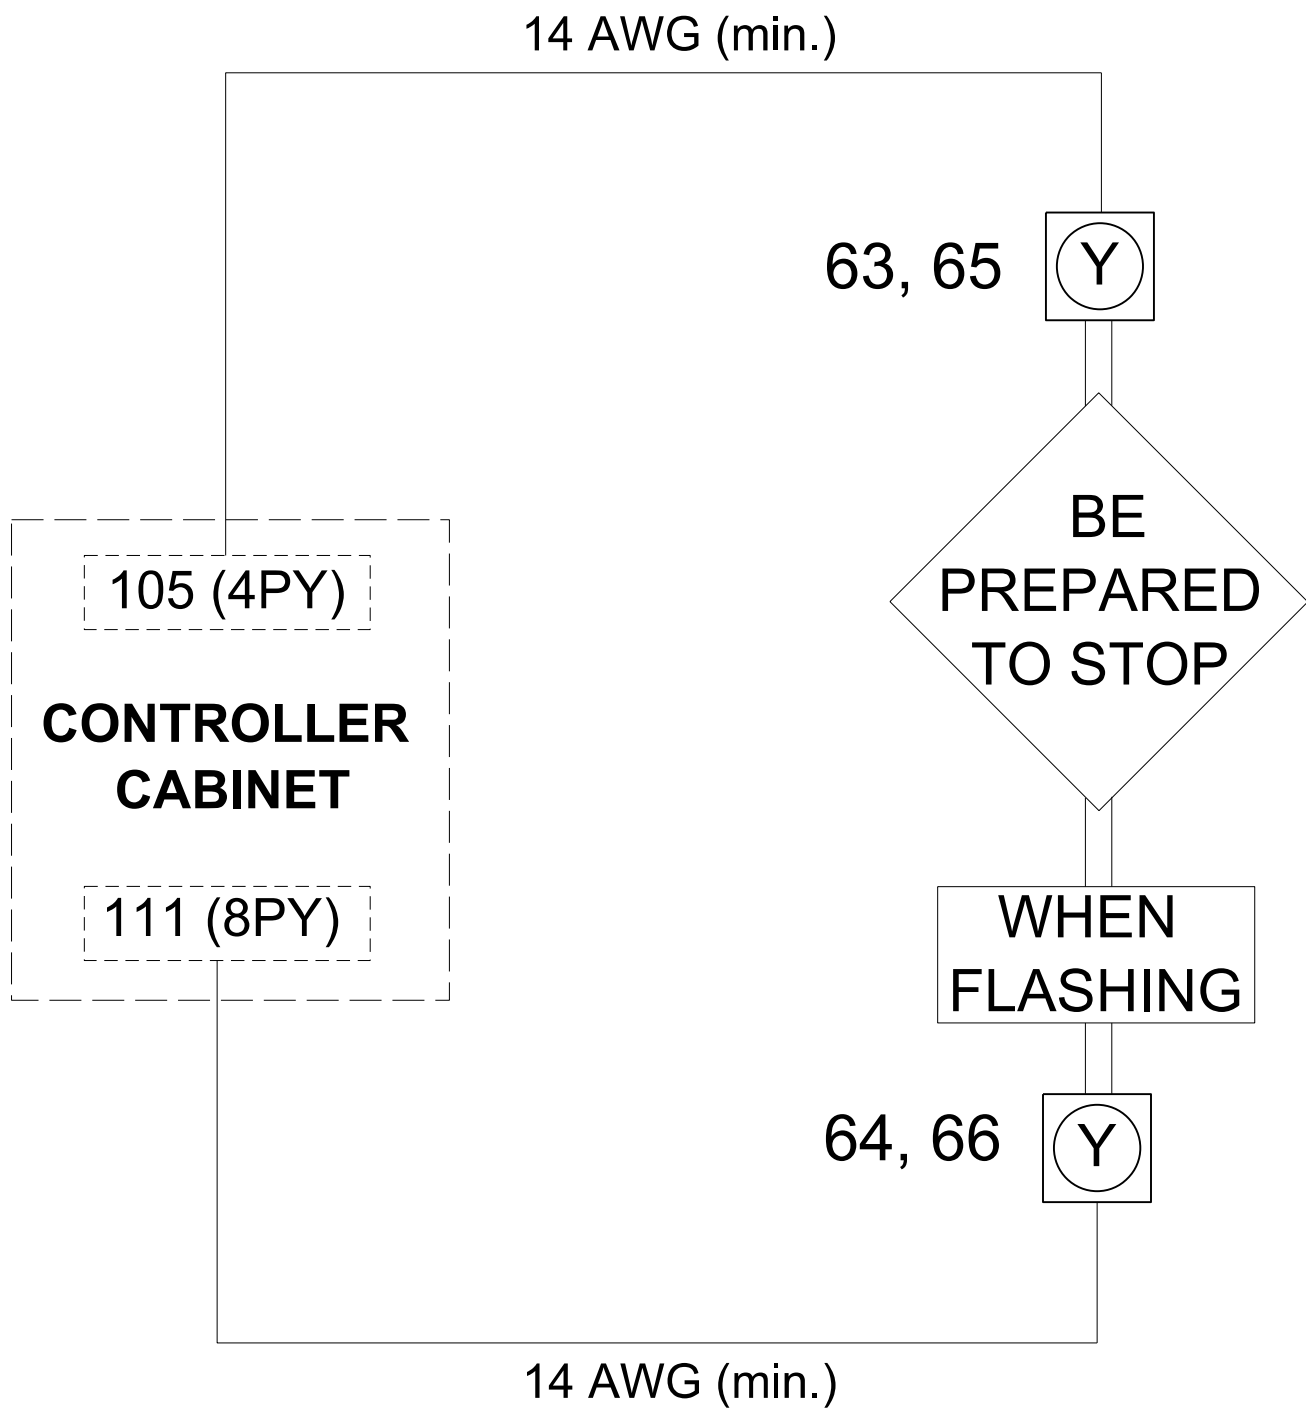 14 AWG (min.)
63, 65
Y
BE
PREPARED
TO STOP
105 (4PY)
CONTROLLER
CABINET
111 (8PY)
WHEN
FLASHING
64, 66
Y
14 AWG (min.)